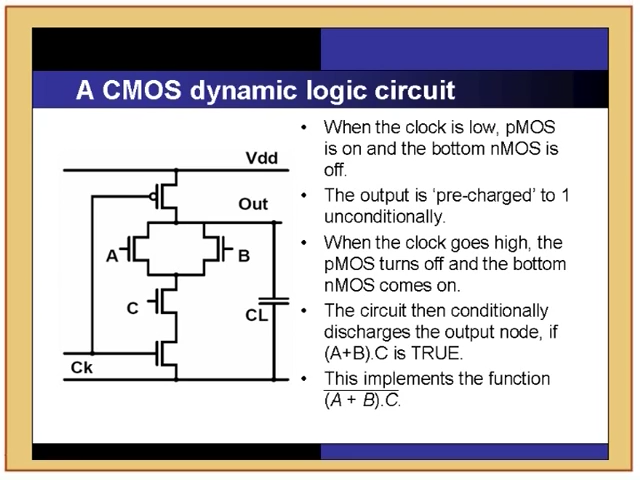 A CMOS dynamic logic circuit
Vdd
Out
A
B
C
CL
Ck
• When the clock is low, pMOS
is on and the bottom nMOS is
off.
• The output is ‘pre-charged’ to 1
unconditionally.
• When the clock goes high, the
pMOS turns off and the bottom
nMOS comes on.
• The circuit then conditionally
discharges the output node, if
(A+B).C is TRUE.
• This implements the function
(A + B).C.